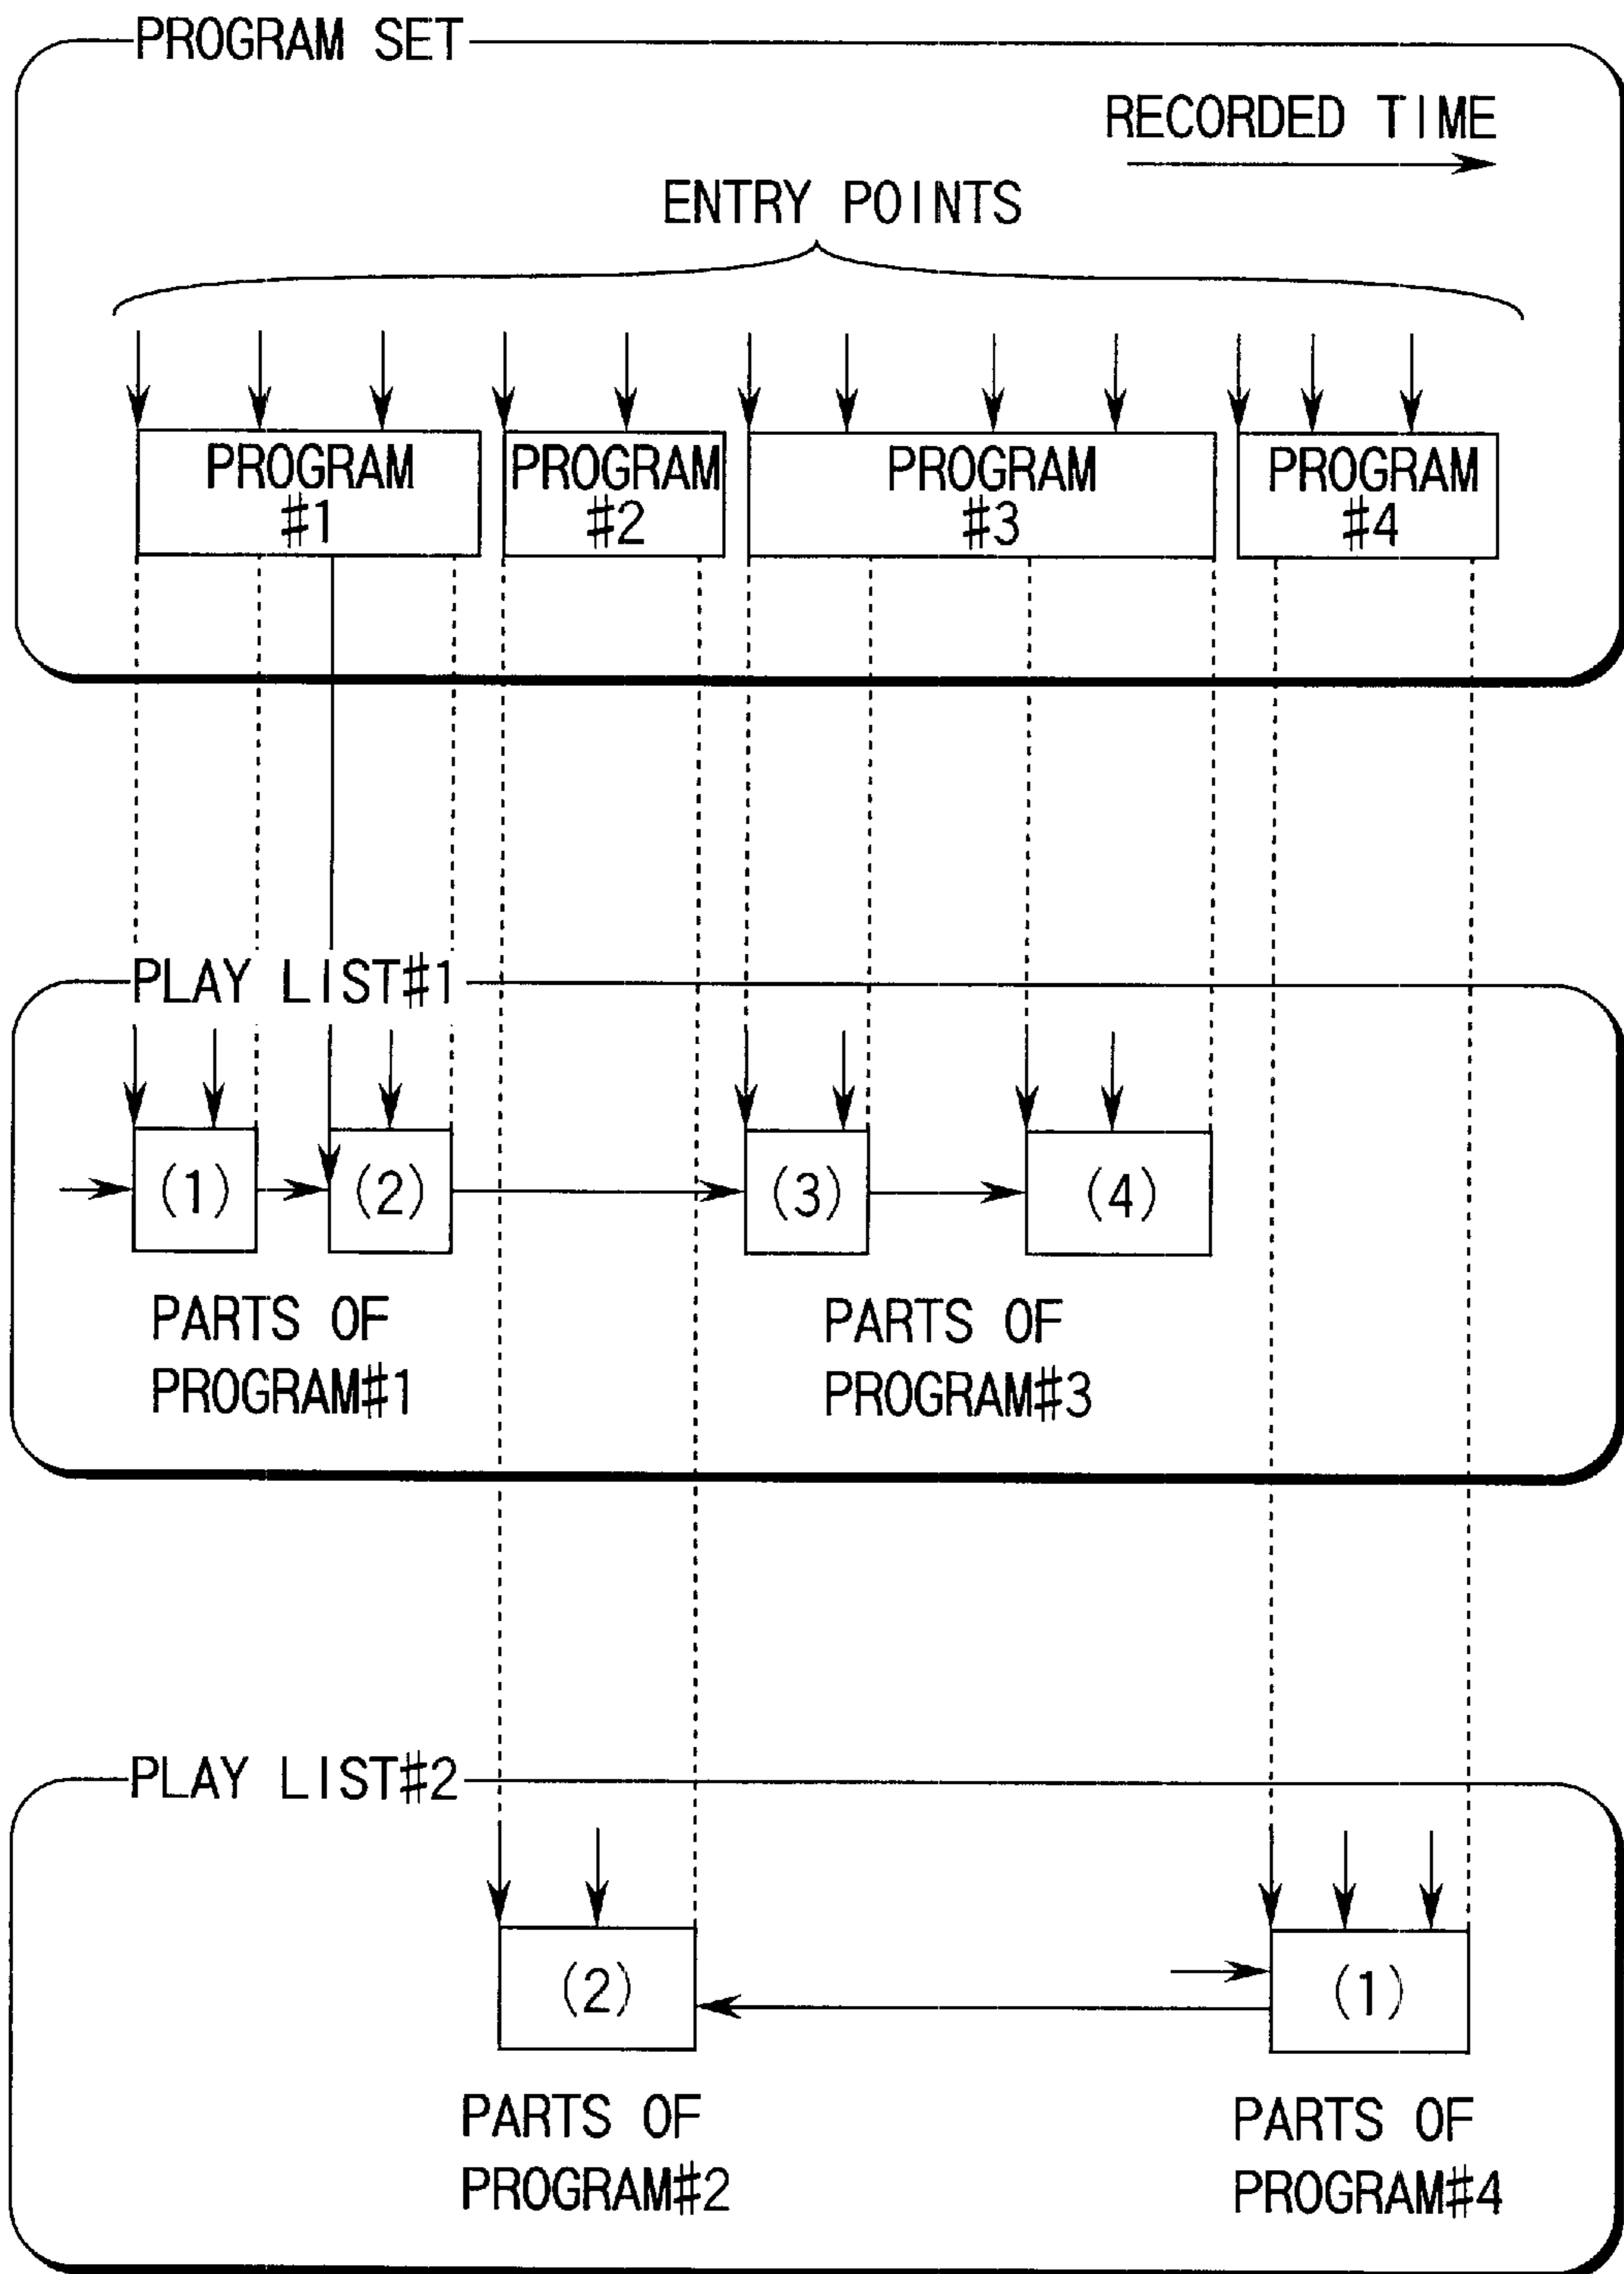 PROGRAM SET
RECORDED TIME
ENTRY POINTS
PROGRAM
#1
PROGRAM
#2
PROGRAM
#3
PROGRAM
#4
PLAY LIST#1
(1)
(2)
(3)
(4)
PARTS OF
PROGRAM#1
PARTS OF
PROGRAM#3
PLAY LIST#2
(2)
(1)
PARTS OF
PROGRAM#2
PARTS OF
PROGRAM#4